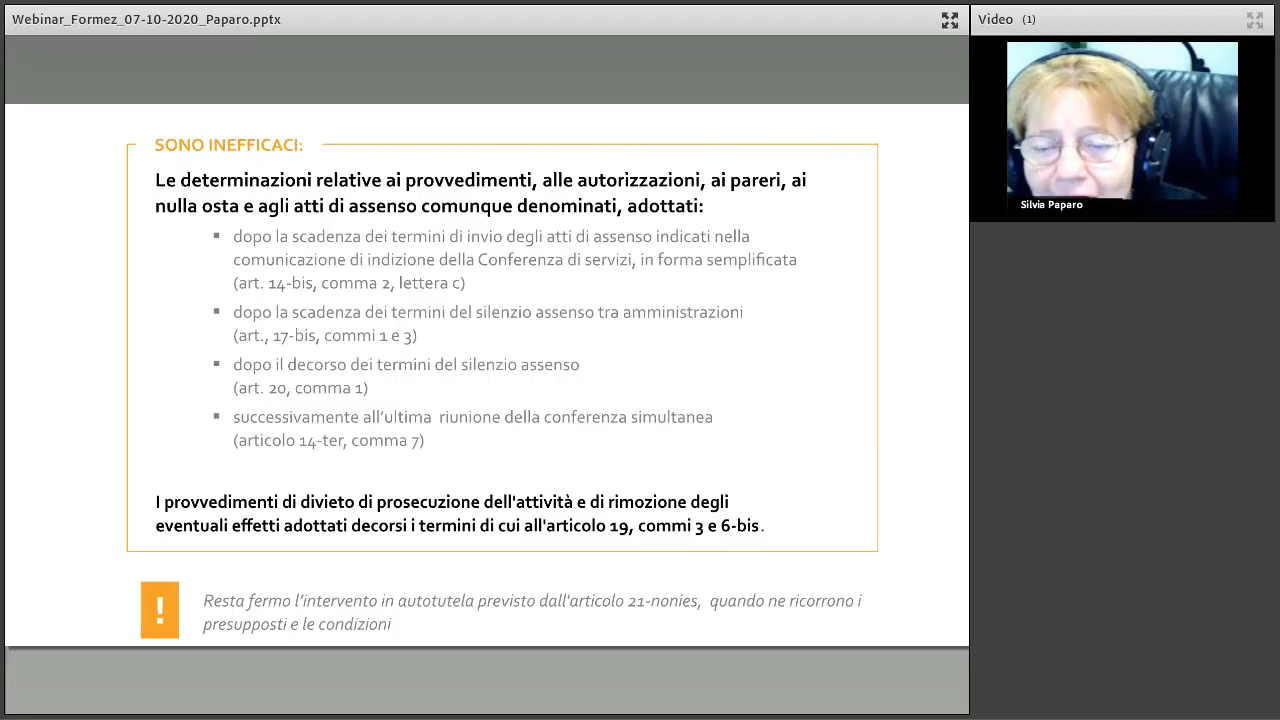 Webinar_Formez_07-10-2020_Paparo.pptx
Video (1)
Silvia Paparo
SONO INEFFICACI:
Le determinazioni relative ai provvedimenti, alle autorizzazioni, ai pareri, ai
nulla osta e agli atti di assenso comunque denominati, adottati:
▪ dopo la scadenza dei termini di invio degli atti di assenso indicati nella
comunicazione di indizione della Conferenza di servizi, in forma semplificata
(art. 14-bis, comma 2, lettera c)
▪ dopo la scadenza dei termini del silenzio assenso tra amministrazioni
(art., 17-bis, commi 1 e 3)
▪ dopo il decorso dei termini del silenzio assenso
(art. 20, comma 1)
▪ successivamente all’ultima riunione della conferenza simultanea
(articolo 14-ter, comma 7)
I provvedimenti di divieto di prosecuzione dell'attività e di rimozione degli
eventuali effetti adottati decorsi i termini di cui all'articolo 19, commi 3 e 6-bis.
!
Resta fermo l’intervento in autotutela previsto dall'articolo 21-nonies, quando ne ricorrono i
presupposti e le condizioni